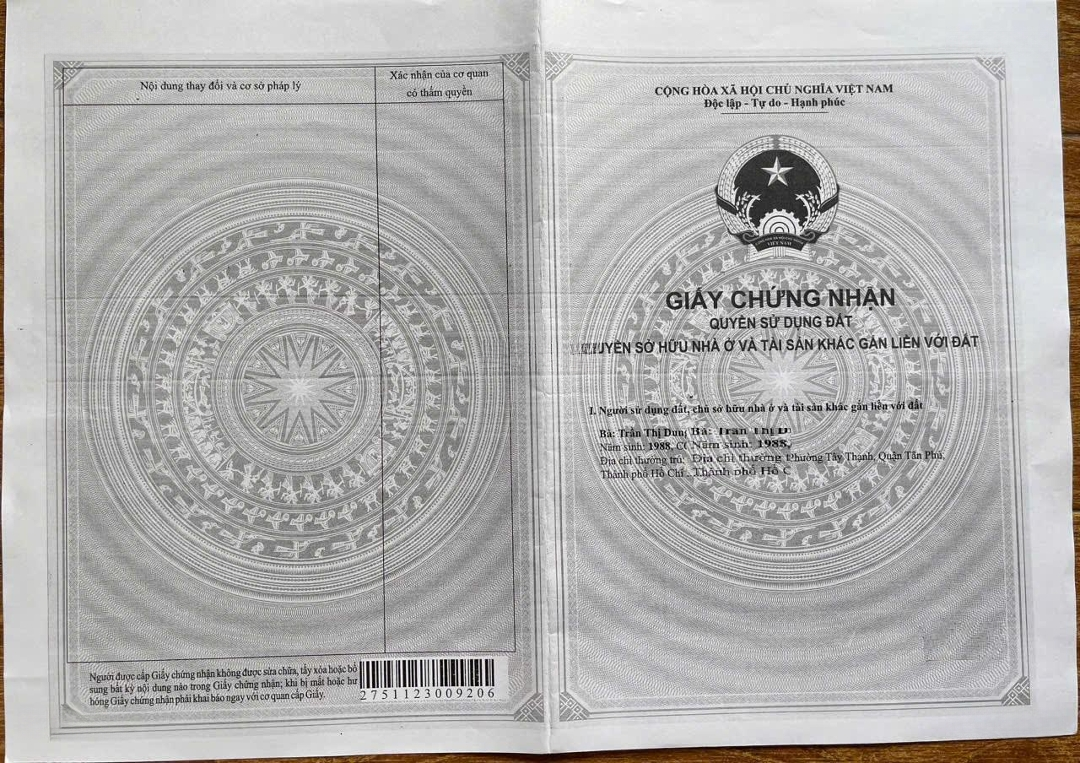 Nội dung thay đổi và cơ sở pháp lý
Xác nhận của cơ quan
có thẩm quyền
Người được cấp Giấy chứng nhận không được sửa chữa, tẩy xóa hoặc bổ
sung bất kỳ nội dung nào trong Giấy chứng nhận; khi bị mất hoặc hư
hỏng Giấy chứng nhận phải khai báo ngay với cơ quan cấp Giấy.
2751123009206
CỘNG HÒA XÃ HỘI CHỦ NGHĨA VIỆT NAM
Độc lập - Tự do - Hạnh phúc
VIỆT NAM
GIẤY CHỨNG NHẬN
QUYỀN SỬ DỤNG ĐẤT
UYỀN SỞ HỮU NHÀ Ở VÀ TÀI SẢN KHÁC GẮN LIỀN VỚI ĐẤT
I. Người sử dụng đất, chủ sở hữu nhà ở và tài sản khác gắn liền với đất
Bà: Trần Thị Dung Bà: Trần Thị D
Năm sinh: 1988, C Năm sinh: 1988,
Địa chỉ thường trú: Địa chỉ thường Phường Tây Thạnh, Quận Tân Phú,
Thành phố Hồ Chí Thành phố Hồ C